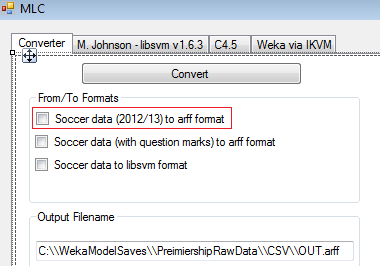 MLC
Converter M. Johnson - libsvm v1.6.3 C4.5 Weka via IKVM
Convert
From/To Formats
Soccer data (2012/13) to arff format
Soccer data (with question marks) to arff format
Soccer data to libsvm format
Output Filename
C:\\WekaModelSaves\\PreimiershipRawData\\CSV\\OUT.arff